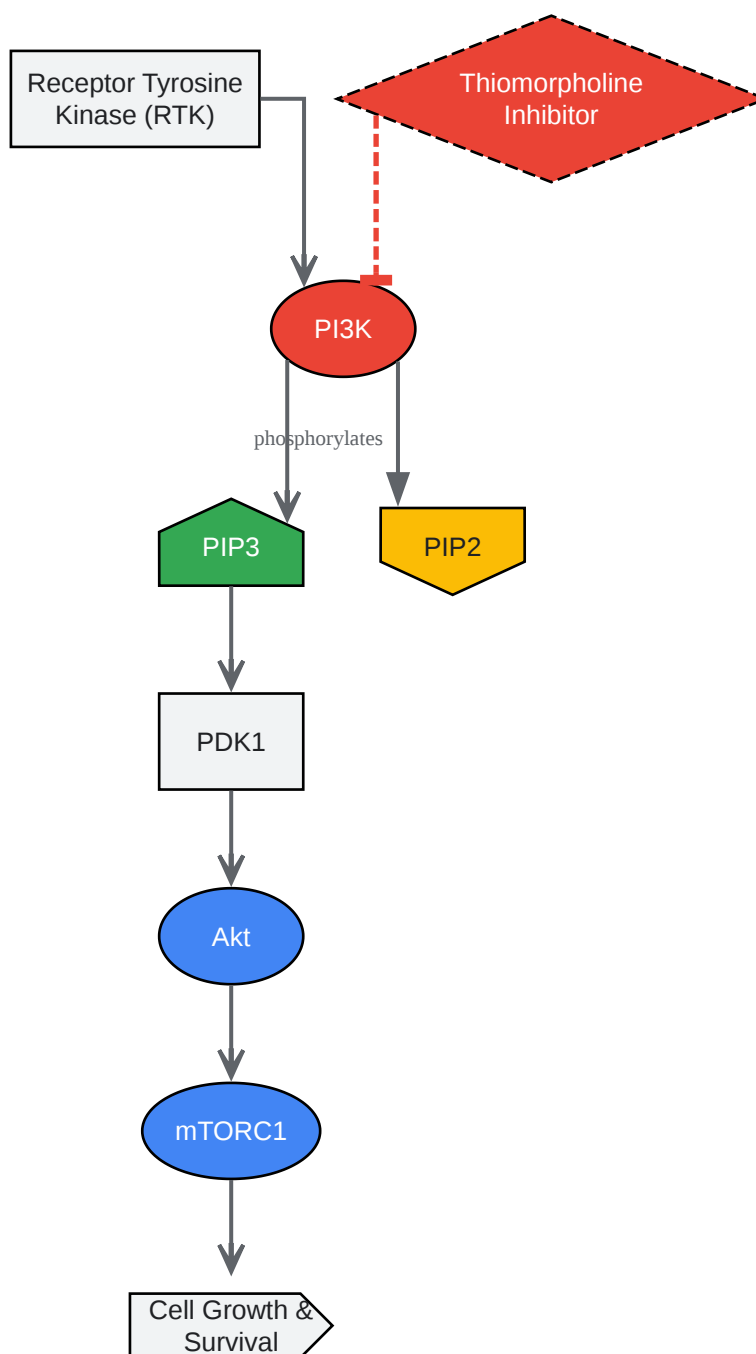 Receptor Tyrosine
Kinase (RTK)
Thiomorpholine
Inhibitor
PI3K
phosphorylates
PIP3
PIP2
PDK1
Akt
mTORC1
Cell Growth &
Survival